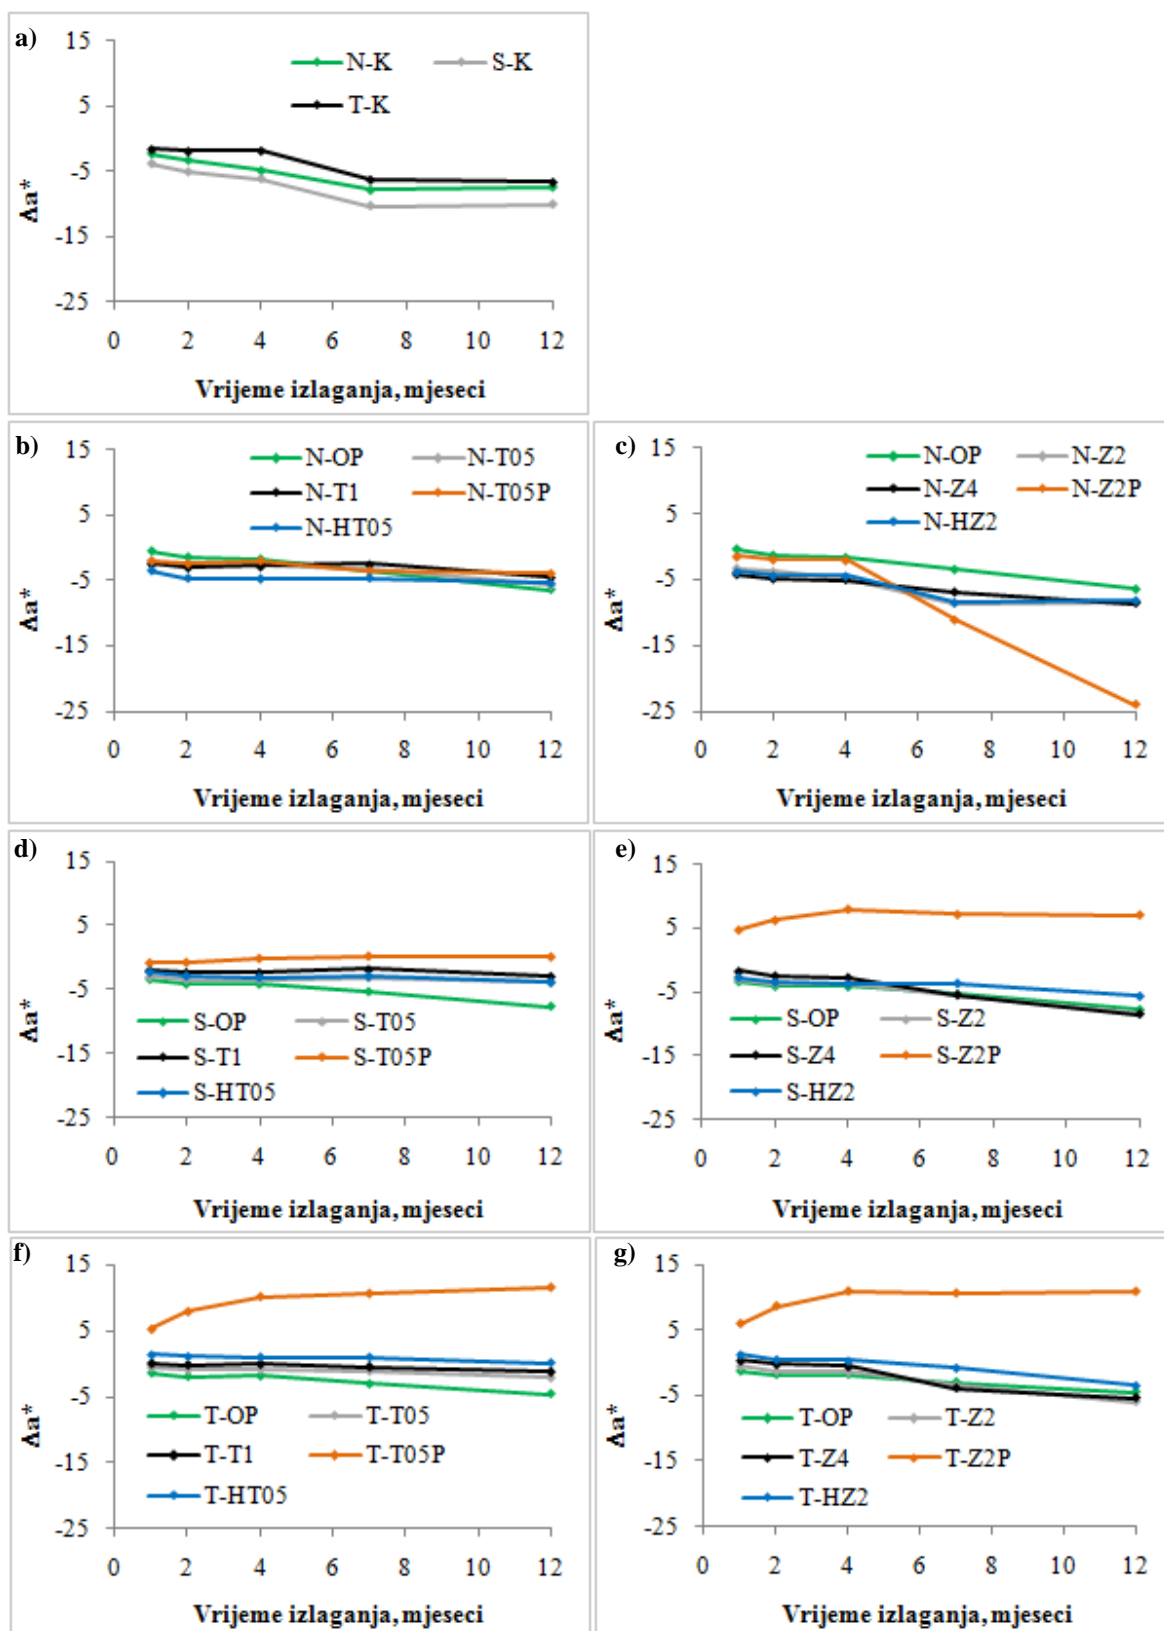 a)
15
5
-5
-15
-25
Δa*
N-K S-K
T-K
0 2 4 6 8 10 12
Vrijeme izlaganja, mjeseci
b)
15
5
-5
-15
-25
Δa*
N-OP N-T05
N-T1 N-T05P
N-HT05
0 2 4 6 8 10 12
Vrijeme izlaganja, mjeseci
c)
15
5
-5
-15
-25
Δa*
N-OP N-Z2
N-Z4 N-Z2P
N-HZ2
0 2 4 6 8 10 12
Vrijeme izlaganja, mjeseci
d)
15
5
-5
-15
-25
Δa*
S-OP S-T05
S-T1 S-T05P
S-HT05
0 2 4 6 8 10 12
Vrijeme izlaganja, mjeseci
e)
15
5
-5
-15
-25
Δa*
S-OP S-Z2
S-Z4 S-Z2P
S-HZ2
0 2 4 6 8 10 12
Vrijeme izlaganja, mjeseci
f)
15
5
-5
-15
-25
Δa*
T-OP T-T05
T-T1 T-T05P
T-HT05
0 2 4 6 8 10 12
Vrijeme izlaganja, mjeseci
g)
15
5
-5
-15
-25
Δa*
T-OP T-Z2
T-Z4 T-Z2P
T-HZ2
0 2 4 6 8 10 12
Vrijeme izlaganja, mjeseci